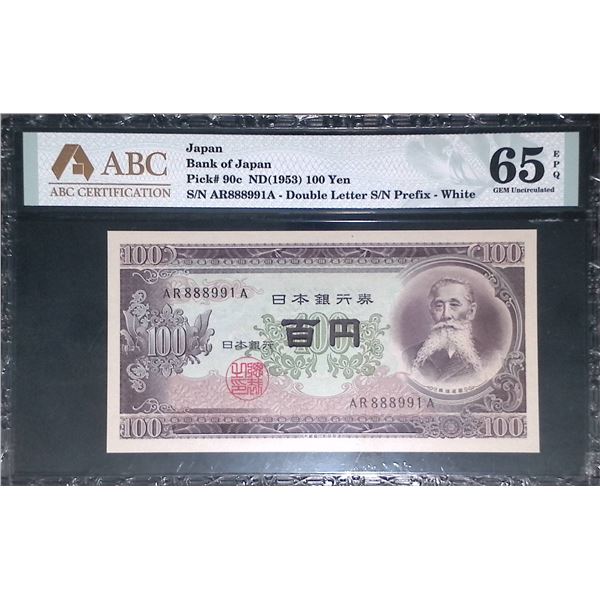 ABC
ABC CERTIFICATION
Japan
Bank of Japan
Pick# 90c ND(1953) 100 Yen
S/N AR888991A - Double Letter S/N Prefix - White
65
EPQ
GEM Uncirculated
100
100
AR888991A
日本銀行券
100
百円
100
日本銀行
AR888991A
100
100